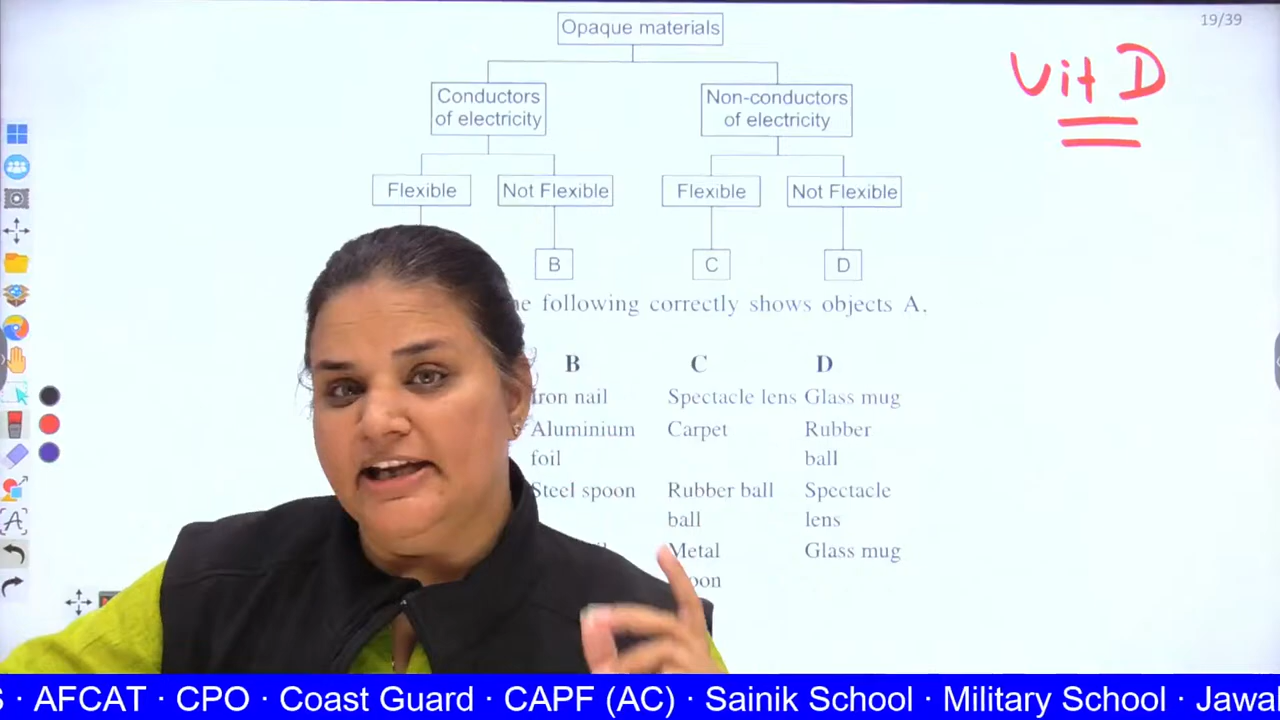 19/39
Opaque materials
Vit D
Conductors
of electricity
Non-conductors
of electricity
Flexible
Not Flexible
Flexible
Not Flexible
B
C
D
following correctly shows objects A.
B C D
Iron nail Spectacle lens Glass mug
Aluminium Carpet Rubber
foil ball
Steel spoon Rubber ball Spectacle
ball lens
Metal Glass mug
· AFCAT · CPO · Coast Guard · CAPF (AC) · Sainik School · Military School ·